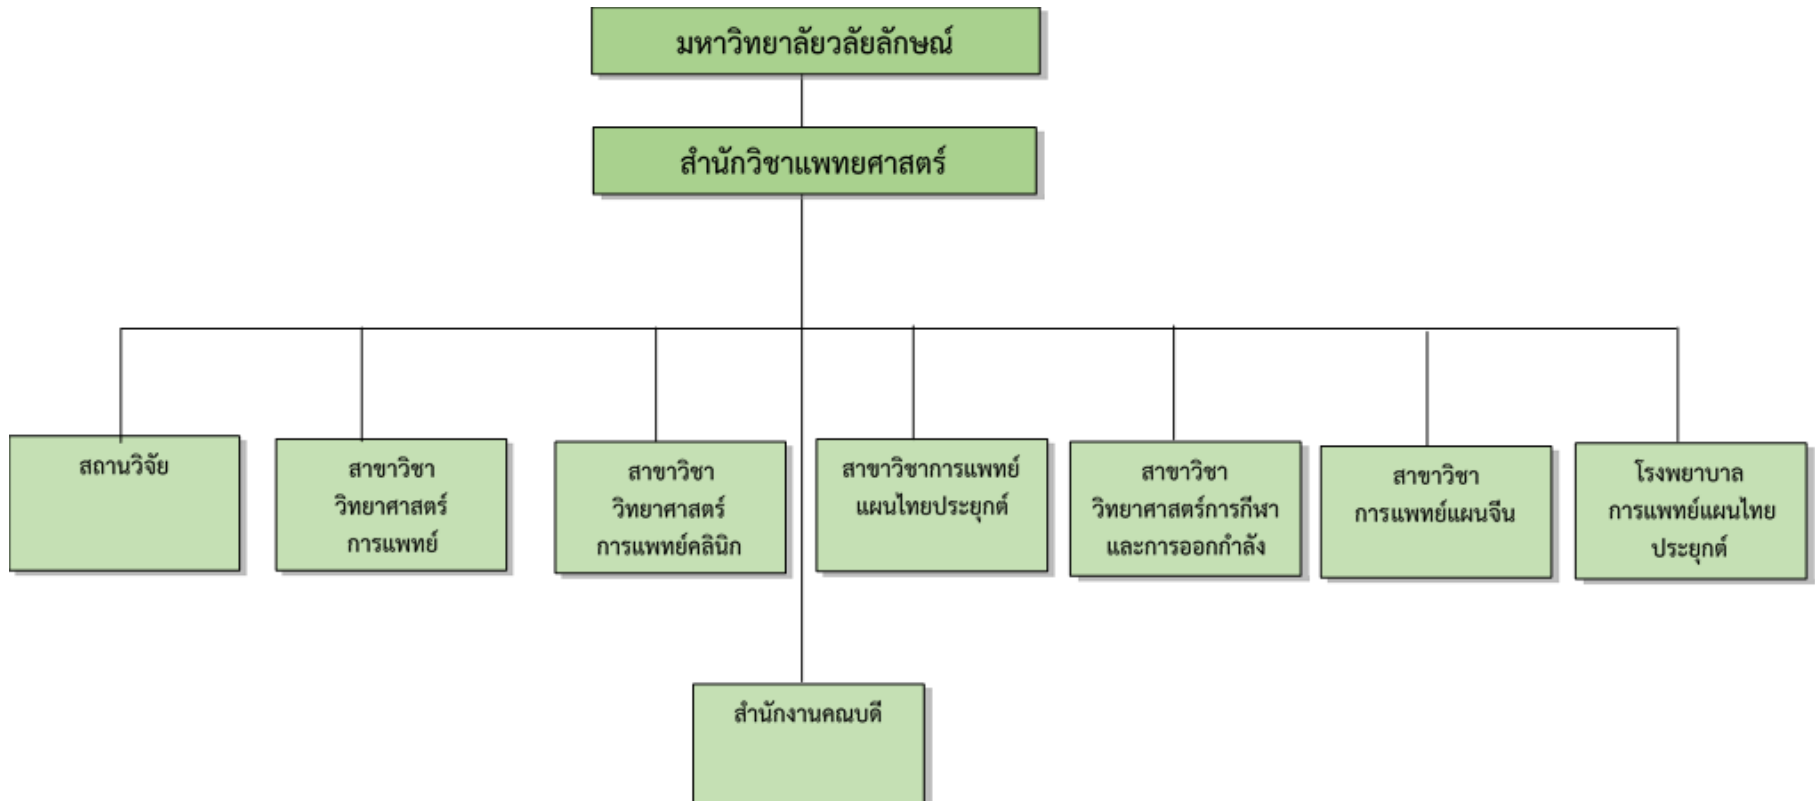 มหาวิทยาลัยวลัยลักษณ์
สำนักวิชาแพทยศาสตร์
สถานวิจัย
สาขาวิชา
วิทยาศาสตร์
การแพทย์
สาขาวิชา
วิทยาศาสตร์
การแพทย์คลินิก
สาขาวิชาการแพทย์
แผนไทยประยุกต์
สาขาวิชา
วิทยาศาสตร์การกีฬา
และการออกกำลัง
สาขาวิชา
การแพทย์แผนจีน
โรงพยาบาล
การแพทย์แผนไทย
ประยุกต์
สำนักงานคณบดี